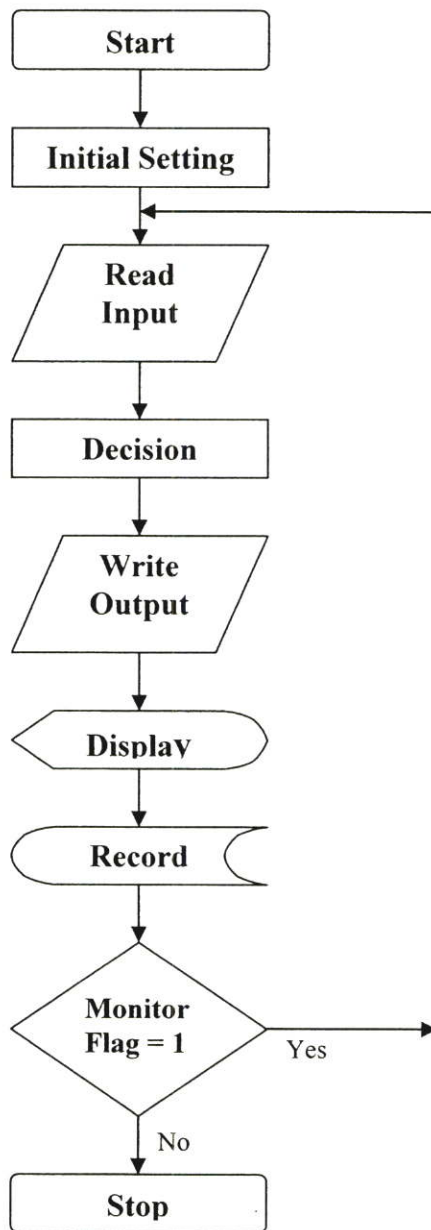 Start
Initial Setting
Read
Input
Decision
Write
Output
Display
Record
Monitor
Flag = 1
Yes
No
Stop